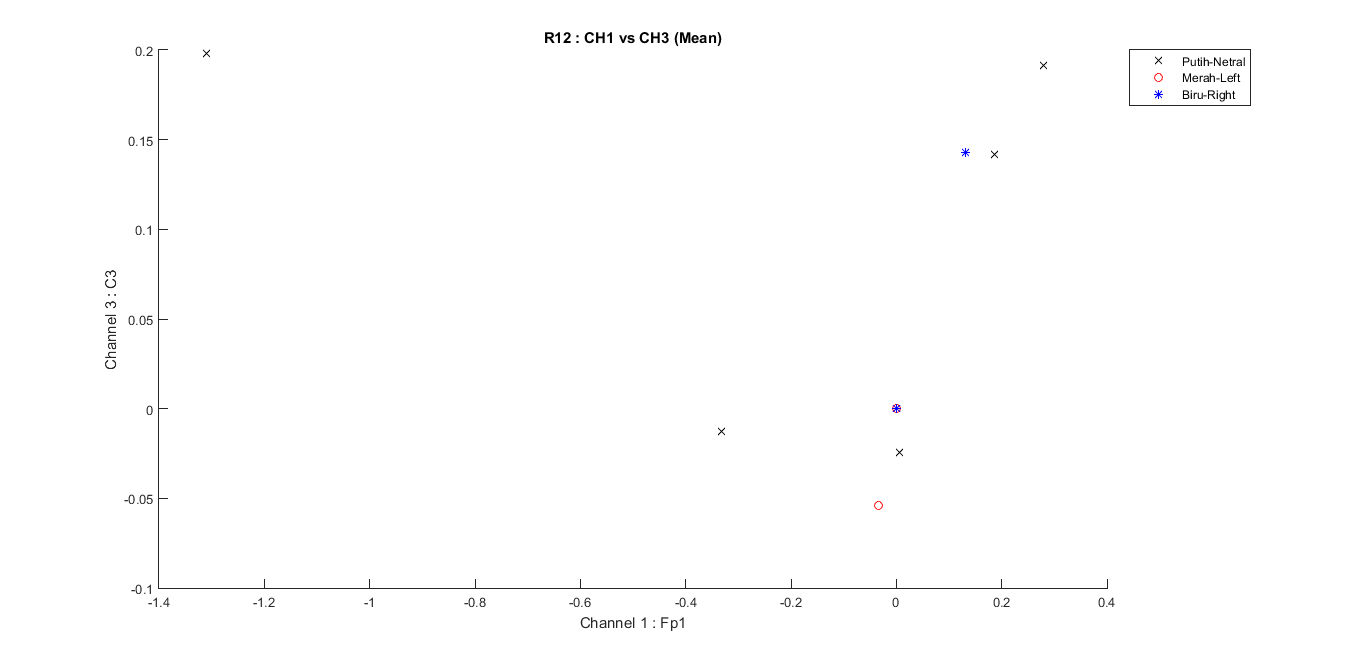 R12 : CH1 vs CH3 (Mean)
Putih-Netral
Merah-Left
Biru-Right
Channel 3 : C3
0.2
0.15
0.1
0.05
0
-0.05
-0.1
-1.4 -1.2 -1 -0.8 -0.6 -0.4 -0.2 0 0.2 0.4
Channel 1 : Fp1